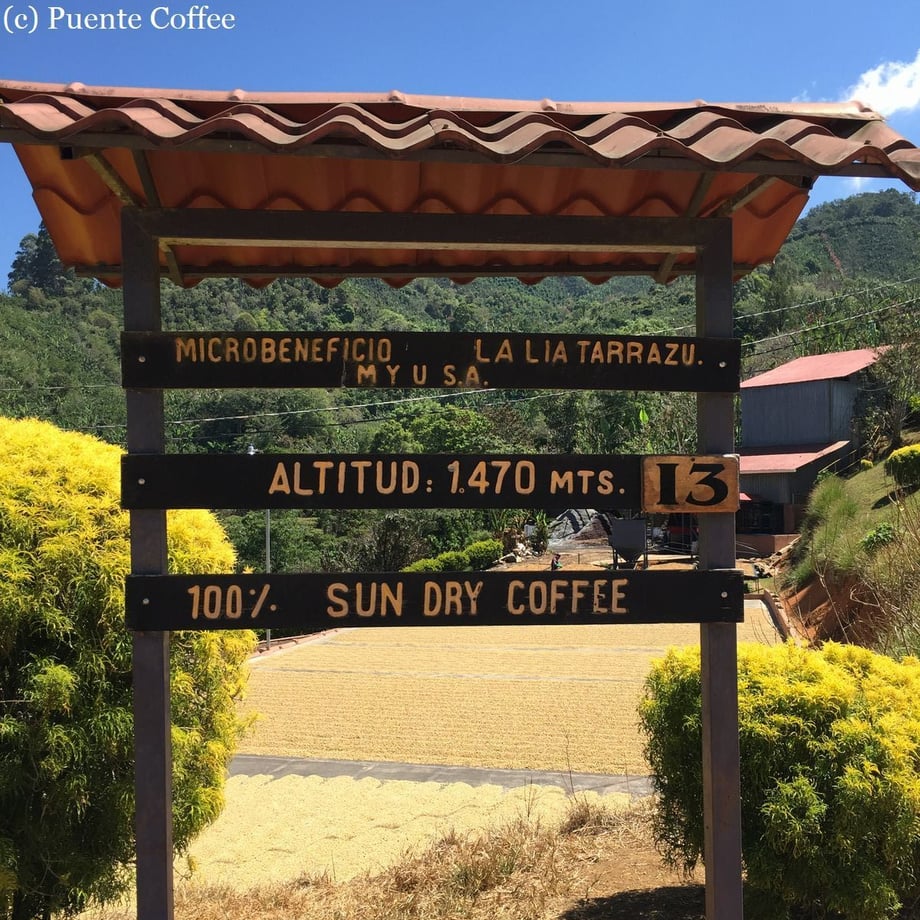 (c) Puente Coffee
MICROBENEFICIO LA LIA TARRAZU.
M Y U S.A.
ALTITUD: 1.470 MTS. 13
100%. SUN DRY COFFEE